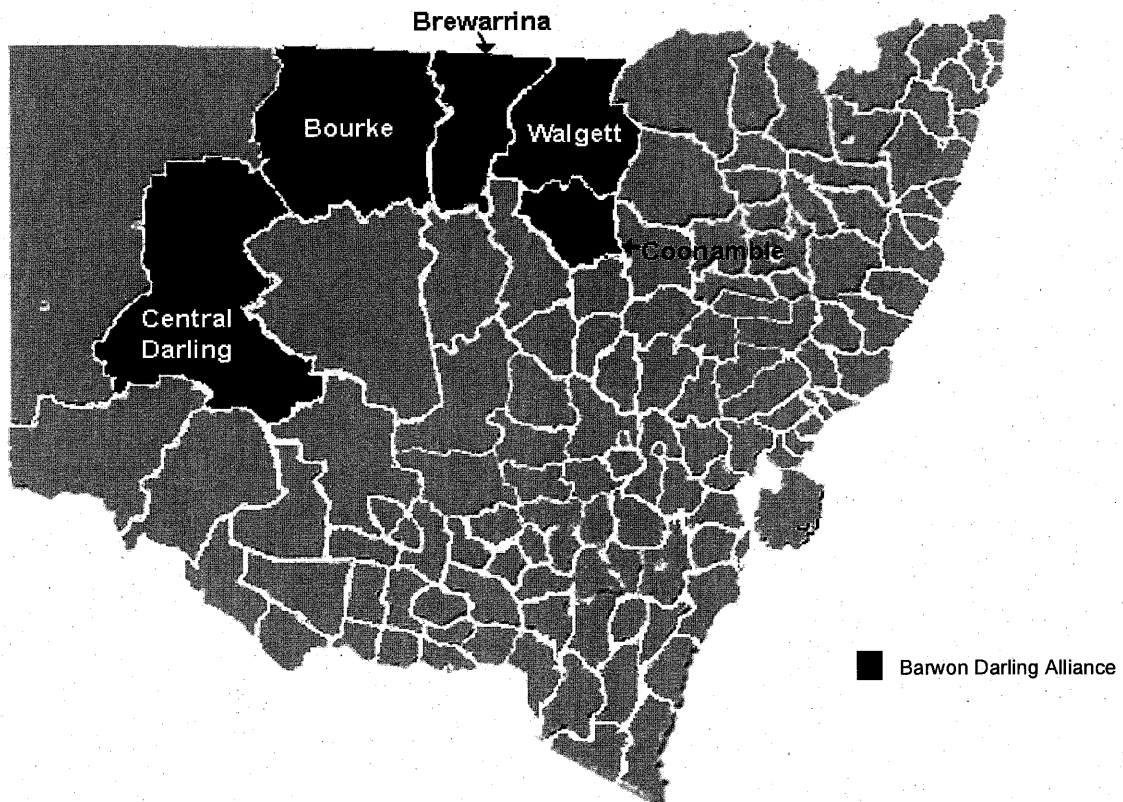 Brewarrina
Bourke
Walgett
Coonamble
Central
Darling
Barwon Darling Alliance